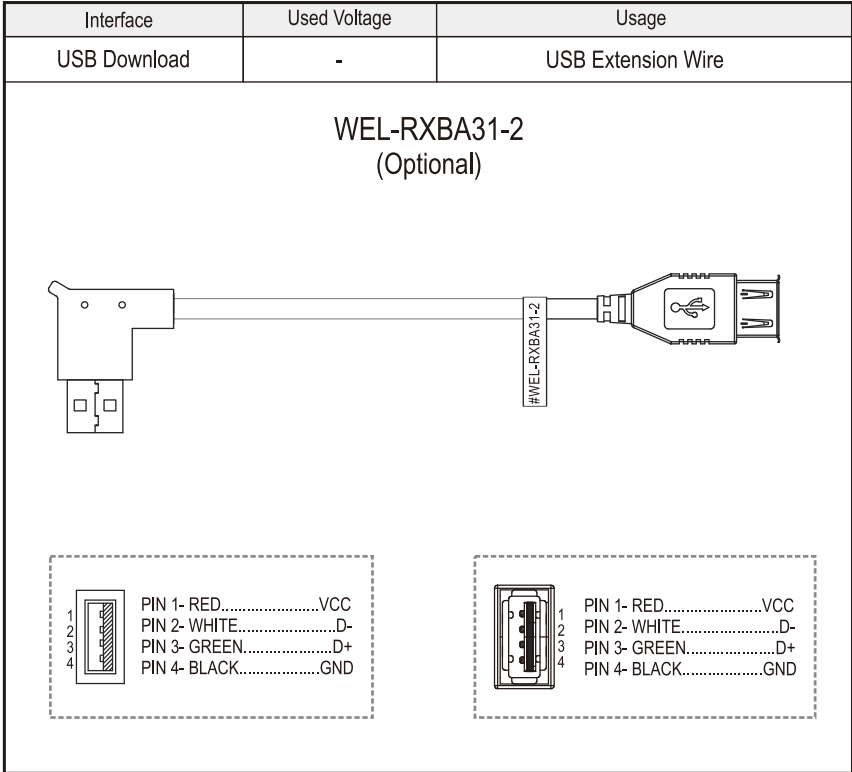 Interface Used Voltage Usage
USB Download - USB Extension Wire
WEL-RXBA31-2
(Optional)
#WEL-RXBA31-2
1
2
3
4
PIN 1- RED....................VCC
PIN 2- WHITE....................D-
PIN 3- GREEN..................D+
PIN 4- BLACK................GND
1
2
3
4
PIN 1- RED....................VCC
PIN 2- WHITE....................D-
PIN 3- GREEN..................D+
PIN 4- BLACK................GND